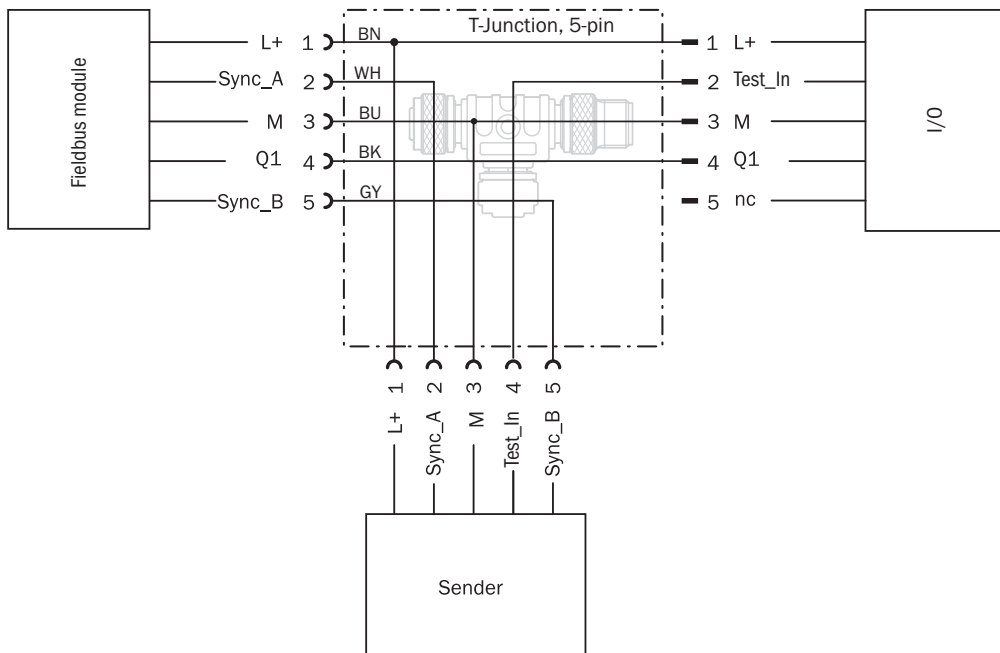 T-Junction, 5-pin
Fieldbus module
L+ 1 BN
Sync_A 2 WH
M 3 BU
Q1 4 BK
Sync_B 5 GY
1 L+
2 Test_In
3 M
4 Q1
5 nc
I/O
1 L+
2 Sync_A
3 M
4 Test_In
5 Sync_B
Sender